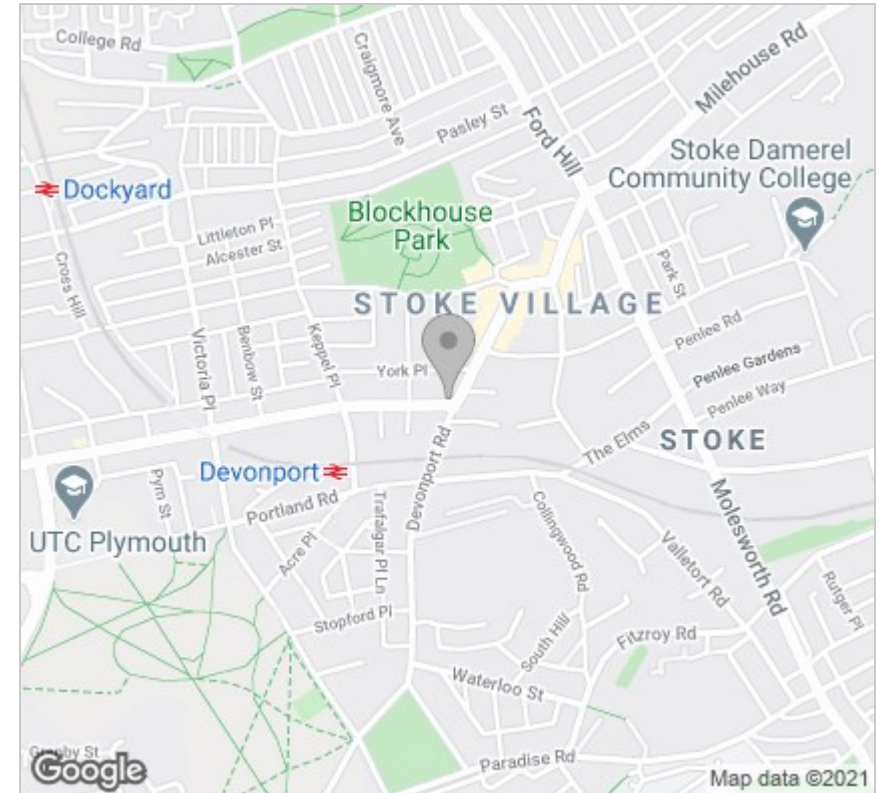 College Rd
Craigmore Ave
Milehouse Rd
Pasley St
Ford Hill
Stoke Damerel
Community College
Dockyard
Blockhouse
Park
Littleton Pl
Alcester St
Cross Hill
Park St
STOKE VILLAGE
Victoria Pl
Benbow St
Keppel Pl
York Pl
Penlee Rd
Penlee Gardens
Penlee Way
Devonport Rd
The Elms
STOKE
Devonport
Pym St
Portland Rd
Trafalgar Pl Ln
Collingwood Rd
Molesworth Rd
UTC Plymouth
Acre Pl
Valletort Rd
Rutger Pl
Stopford Pl
South Hill
Fitzroy Rd
Waterloo St
Granby St
Paradise Rd
Google
Map data ©2021